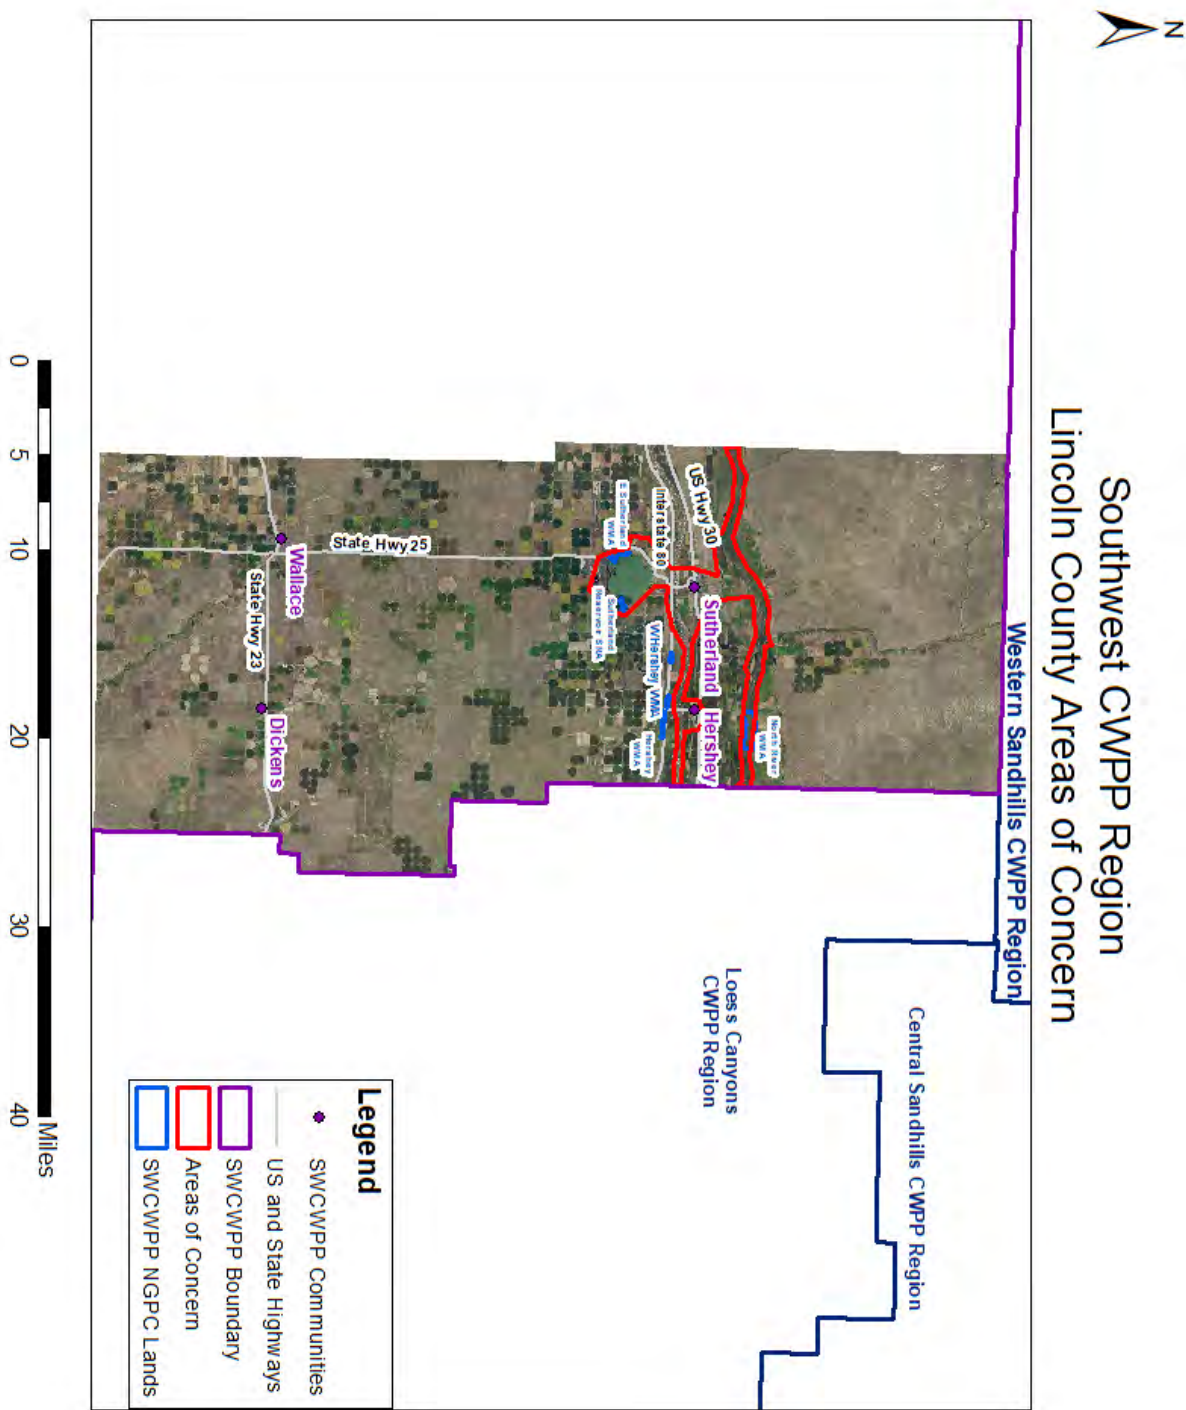 N
Southwest CWPP Region
Lincoln County Areas of Concern
Western Sandhills CWPP Region
Central Sandhills CWPP Region
Loess Canyons
CWPP Region
North River
WMA
US Hwy 30
Sutherland
Hershey
Interstate 80
W Hershey WMA
Hershey
WMA
E Sutherland
WMA
Sutherland
Reservoir SRA
State Hwy 25
Wallace
State Hwy 23
Dickens
Legend
SWCWPP Communities
US and State Highways
SWCWPP Boundary
Areas of Concern
SWCWPP NGPC Lands
0 5 10 20 30 40
Miles